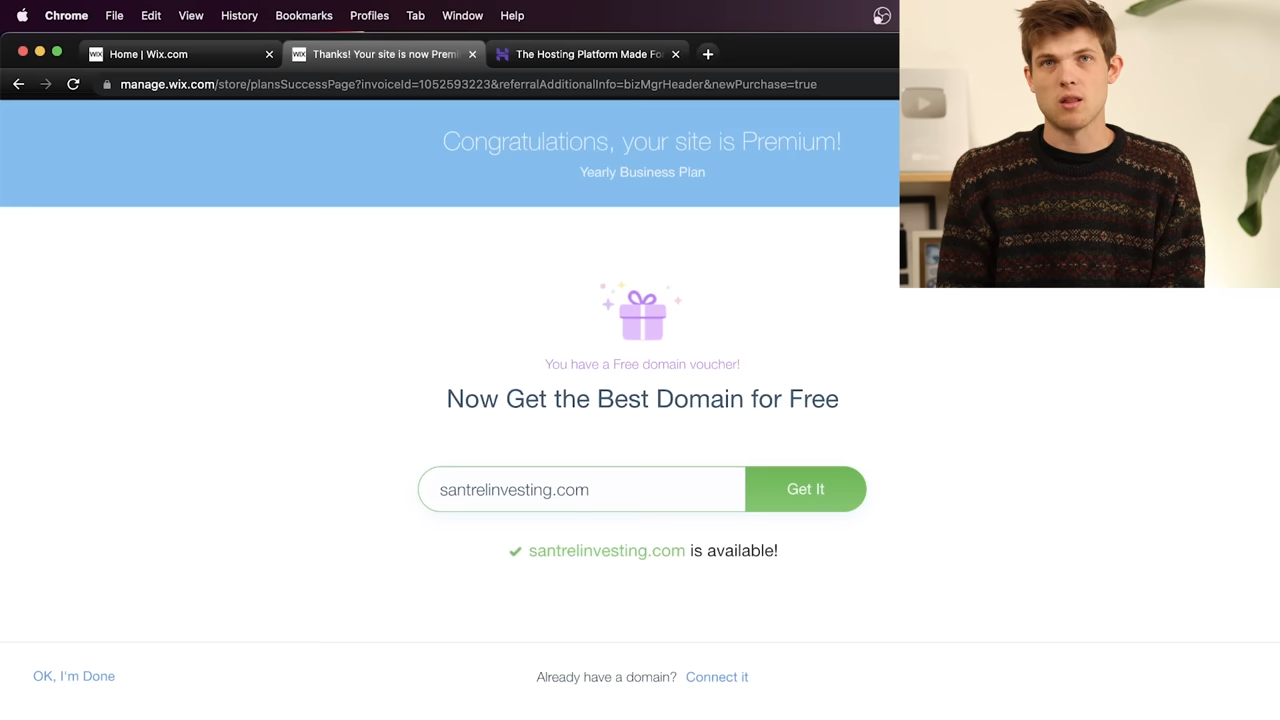 Chrome File Edit View History Bookmarks Profiles Tab Window Help
WIX Home | Wix.com
WIX Thanks! Your site is now Premi
The Hosting Platform Made Fo
manage.wix.com/store/plansSuccessPage?invoiceId=1052593223&referralAdditionalInfo=bizMgrHeader&newPurchase=true
Congratulations, your site is Premium!
Yearly Business Plan
You have a Free domain voucher!
Now Get the Best Domain for Free
santrelinvesting.com Get It
santrelinvesting.com is available!
OK, I'm Done Already have a domain? Connect it